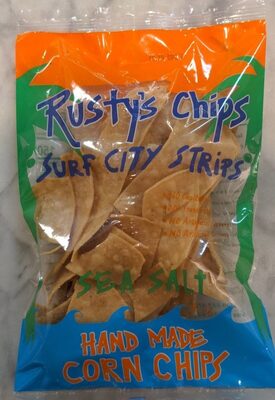 Rusty's Chips
SURF CITY STRIPS
SEA SALT
HAND MADE
CORN CHIPS